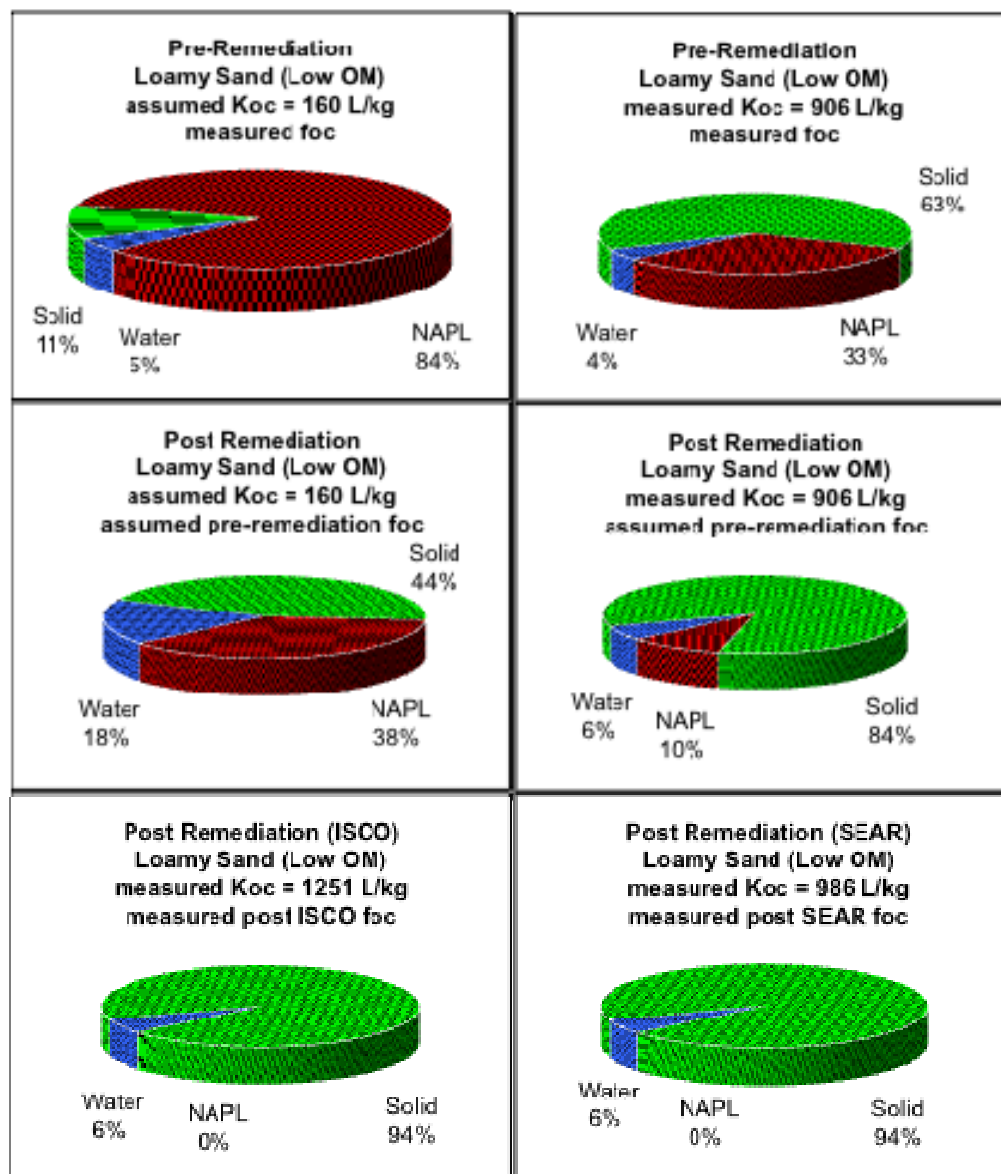 Pre-Remediation
Loamy Sand (Low OM)
assumed Koc = 160 L/kg
measured foc
Solid
11%
Water
5%
NAPL
84%
Pre-Remediation
Loamy Sand (Low OM)
measured Koc = 906 L/kg
measured foc
Solid
63%
Water
4%
NAPL
33%
Post Remediation
Loamy Sand (Low OM)
assumed Koc = 160 L/kg
assumed pre-remediation foc
Solid
44%
Water
18%
NAPL
38%
Post Remediation
Loamy Sand (Low OM)
measured Koc = 906 L/kg
assumed pre-remediation foc
Water
6%
NAPL
10%
Solid
84%
Post Remediation (ISCO)
Loamy Sand (Low OM)
measured Koc = 1251 L/kg
measured post ISCO foc
Water
6%
NAPL
0%
Solid
94%
Post Remediation (SEAR)
Loamy Sand (Low OM)
measured Koc = 986 L/kg
measured post SEAR foc
Water
6%
NAPL
0%
Solid
94%